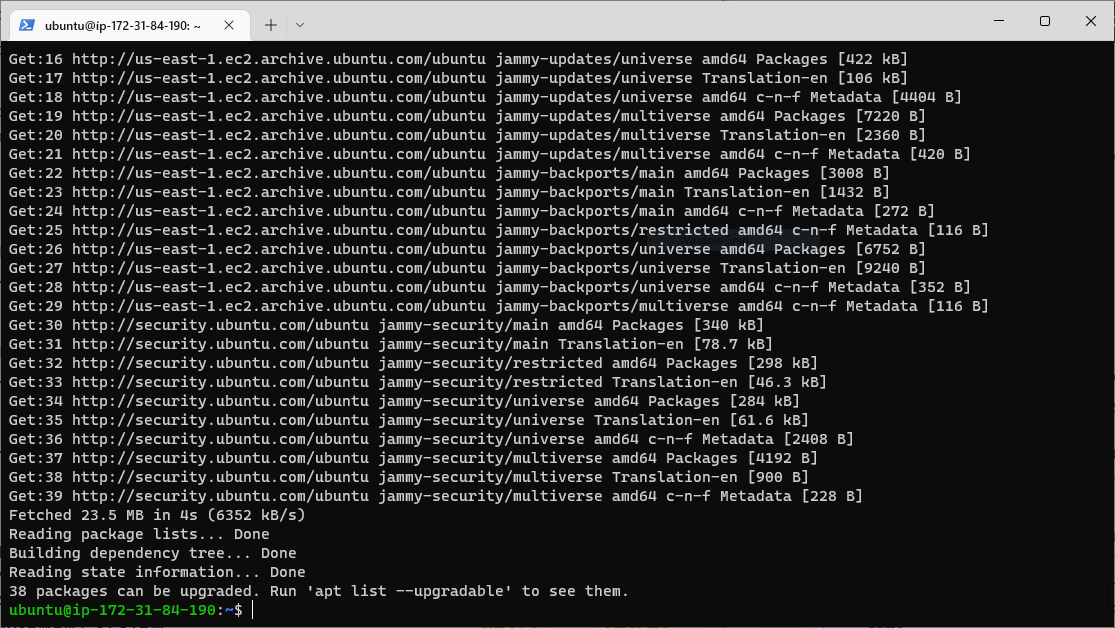 ubuntu@ip-172-31-84-190: ~
Get:16 http://us-east-1.ec2.archive.ubuntu.com/ubuntu jammy-updates/universe amd64 Packages [422 kB]
Get:17 http://us-east-1.ec2.archive.ubuntu.com/ubuntu jammy-updates/universe Translation-en [106 kB]
Get:18 http://us-east-1.ec2.archive.ubuntu.com/ubuntu jammy-updates/universe amd64 c-n-f Metadata [4404 B]
Get:19 http://us-east-1.ec2.archive.ubuntu.com/ubuntu jammy-updates/multiverse amd64 Packages [7220 B]
Get:20 http://us-east-1.ec2.archive.ubuntu.com/ubuntu jammy-updates/multiverse Translation-en [2360 B]
Get:21 http://us-east-1.ec2.archive.ubuntu.com/ubuntu jammy-updates/multiverse amd64 c-n-f Metadata [420 B]
Get:22 http://us-east-1.ec2.archive.ubuntu.com/ubuntu jammy-backports/main amd64 Packages [3008 B]
Get:23 http://us-east-1.ec2.archive.ubuntu.com/ubuntu jammy-backports/main Translation-en [1432 B]
Get:24 http://us-east-1.ec2.archive.ubuntu.com/ubuntu jammy-backports/main amd64 c-n-f Metadata [272 B]
Get:25 http://us-east-1.ec2.archive.ubuntu.com/ubuntu jammy-backports/restricted amd64 c-n-f Metadata [116 B]
Get:26 http://us-east-1.ec2.archive.ubuntu.com/ubuntu jammy-backports/universe amd64 Packages [6752 B]
Get:27 http://us-east-1.ec2.archive.ubuntu.com/ubuntu jammy-backports/universe Translation-en [9240 B]
Get:28 http://us-east-1.ec2.archive.ubuntu.com/ubuntu jammy-backports/universe amd64 c-n-f Metadata [352 B]
Get:29 http://us-east-1.ec2.archive.ubuntu.com/ubuntu jammy-backports/multiverse amd64 c-n-f Metadata [116 B]
Get:30 http://security.ubuntu.com/ubuntu jammy-security/main amd64 Packages [340 kB]
Get:31 http://security.ubuntu.com/ubuntu jammy-security/main Translation-en [78.7 kB]
Get:32 http://security.ubuntu.com/ubuntu jammy-security/restricted amd64 Packages [298 kB]
Get:33 http://security.ubuntu.com/ubuntu jammy-security/restricted Translation-en [46.3 kB]
Get:34 http://security.ubuntu.com/ubuntu jammy-security/universe amd64 Packages [284 kB]
Get:35 http://security.ubuntu.com/ubuntu jammy-security/universe Translation-en [61.6 kB]
Get:36 http://security.ubuntu.com/ubuntu jammy-security/universe amd64 c-n-f Metadata [2408 B]
Get:37 http://security.ubuntu.com/ubuntu jammy-security/multiverse amd64 Packages [4192 B]
Get:38 http://security.ubuntu.com/ubuntu jammy-security/multiverse Translation-en [900 B]
Get:39 http://security.ubuntu.com/ubuntu jammy-security/multiverse amd64 c-n-f Metadata [228 B]
Fetched 23.5 MB in 4s (6352 kB/s)
Reading package lists... Done
Building dependency tree... Done
Reading state information... Done
38 packages can be upgraded. Run 'apt list --upgradable' to see them.
ubuntu@ip-172-31-84-190:~$